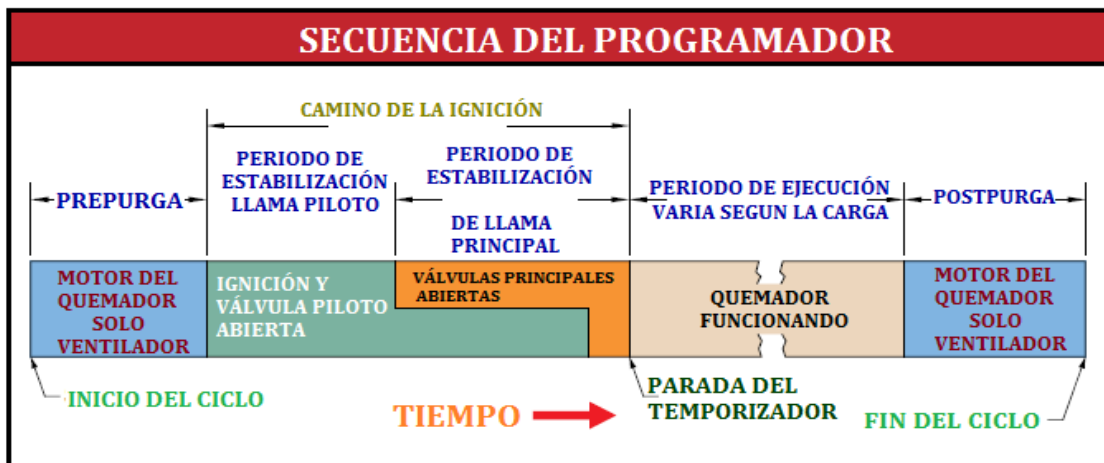 SECUENCIA DEL PROGRAMADOR
CAMINO DE LA IGNICIÓN
PREPURGA
PERIODO DE
ESTABILIZACIÓN
LLAMA PILOTO
PERIODO DE
ESTABILIZACIÓN
DE LLAMA
PRINCIPAL
PERIODO DE EJECUCIÓN
VARIA SEGUN LA CARGA
POSTPURGA
MOTOR DEL
QUEMADOR
SOLO
VENTILADOR
IGNICIÓN Y
VÁLVULA PILOTO
ABIERTA
VÁLVULAS PRINCIPALES
ABIERTAS
QUEMADOR
FUNCIONANDO
MOTOR DEL
QUEMADOR
SOLO
VENTILADOR
INICIO DEL CICLO
TIEMPO
PARADA DEL
TEMPORIZADOR
FIN DEL CICLO